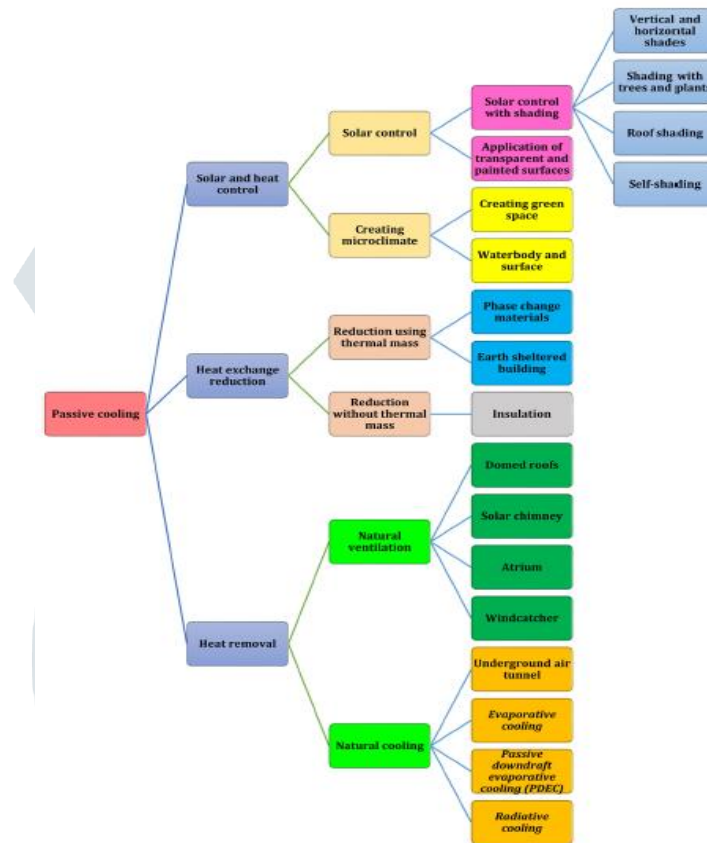 Vertical and
horizontal
shades
Shading with
trees and plants
Roof shading
Self-shading
Solar control
with shading
Application of
transparent and
painted surfaces
Solar control
Solar and heat
control
Creating
microclimate
Creating green
space
Waterbody and
surface
Phase change
materials
Reduction using
thermal mass
Earth sheltered
building
Heat exchange
reduction
Reduction
without thermal
mass
Insulation
Passive cooling
Domed roofs
Solar chimney
Natural
ventilation
Atrium
Windcatcher
Heat removal
Underground air
tunnel
Evaporative
cooling
Natural cooling
Passive
downdraft
evaporative
cooling (PDEC)
Radiative
cooling